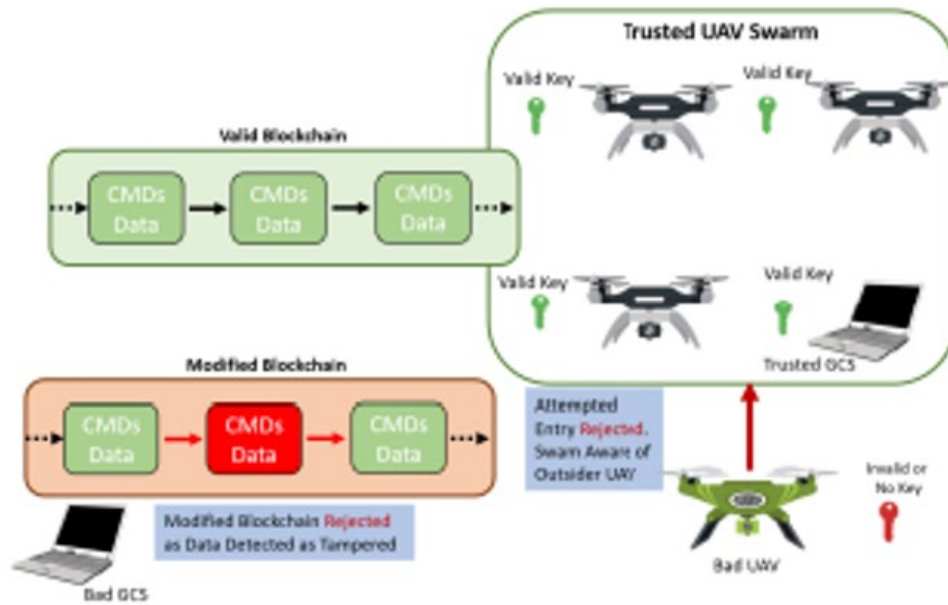 Trusted UAV Swarm
Valid Key
Valid Key
Valid Blockchain
CMDs
Data
CMDs
Data
CMDs
Data
Valid Key
Valid Key
Trusted GCS
Modified Blockchain
CMDs
Data
CMDs
Data
CMDs
Data
Attempted
Entry Rejected.
Swam Aware of
Outsider UAV
Invalid or
No Key
Modified Blockchain Rejected
as Data Detected as Tampered
Bad UAV
Bad GCS